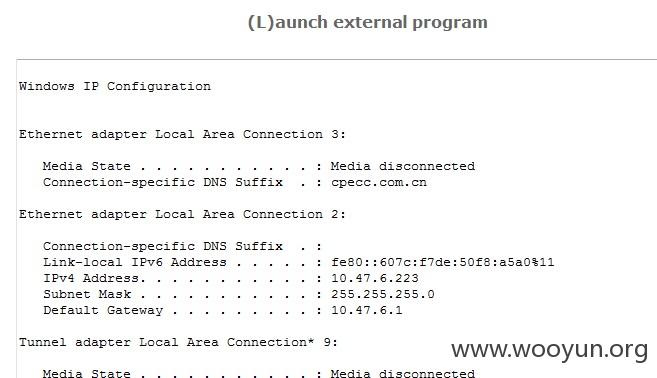 (L)aunch external program
Windows IP Configuration
Ethernet adapter Local Area Connection 3:
Media State . . . . . . . . . . . : Media disconnected
Connection-specific DNS Suffix  . : cpecc.com.cn
Ethernet adapter Local Area Connection 2:
Connection-specific DNS Suffix  . :
Link-local IPv6 Address . . . . . : fe80::607c:f7de:50f8:a5a0%11
IPv4 Address. . . . . . . . . . . : 10.47.6.223
Subnet Mask . . . . . . . . . . . : 255.255.255.0
Default Gateway . . . . . . . . . : 10.47.6.1
Tunnel adapter Local Area Connection* 9:
Media State . . . . . . . . . . . : Media disconnected
www.wooyun.org